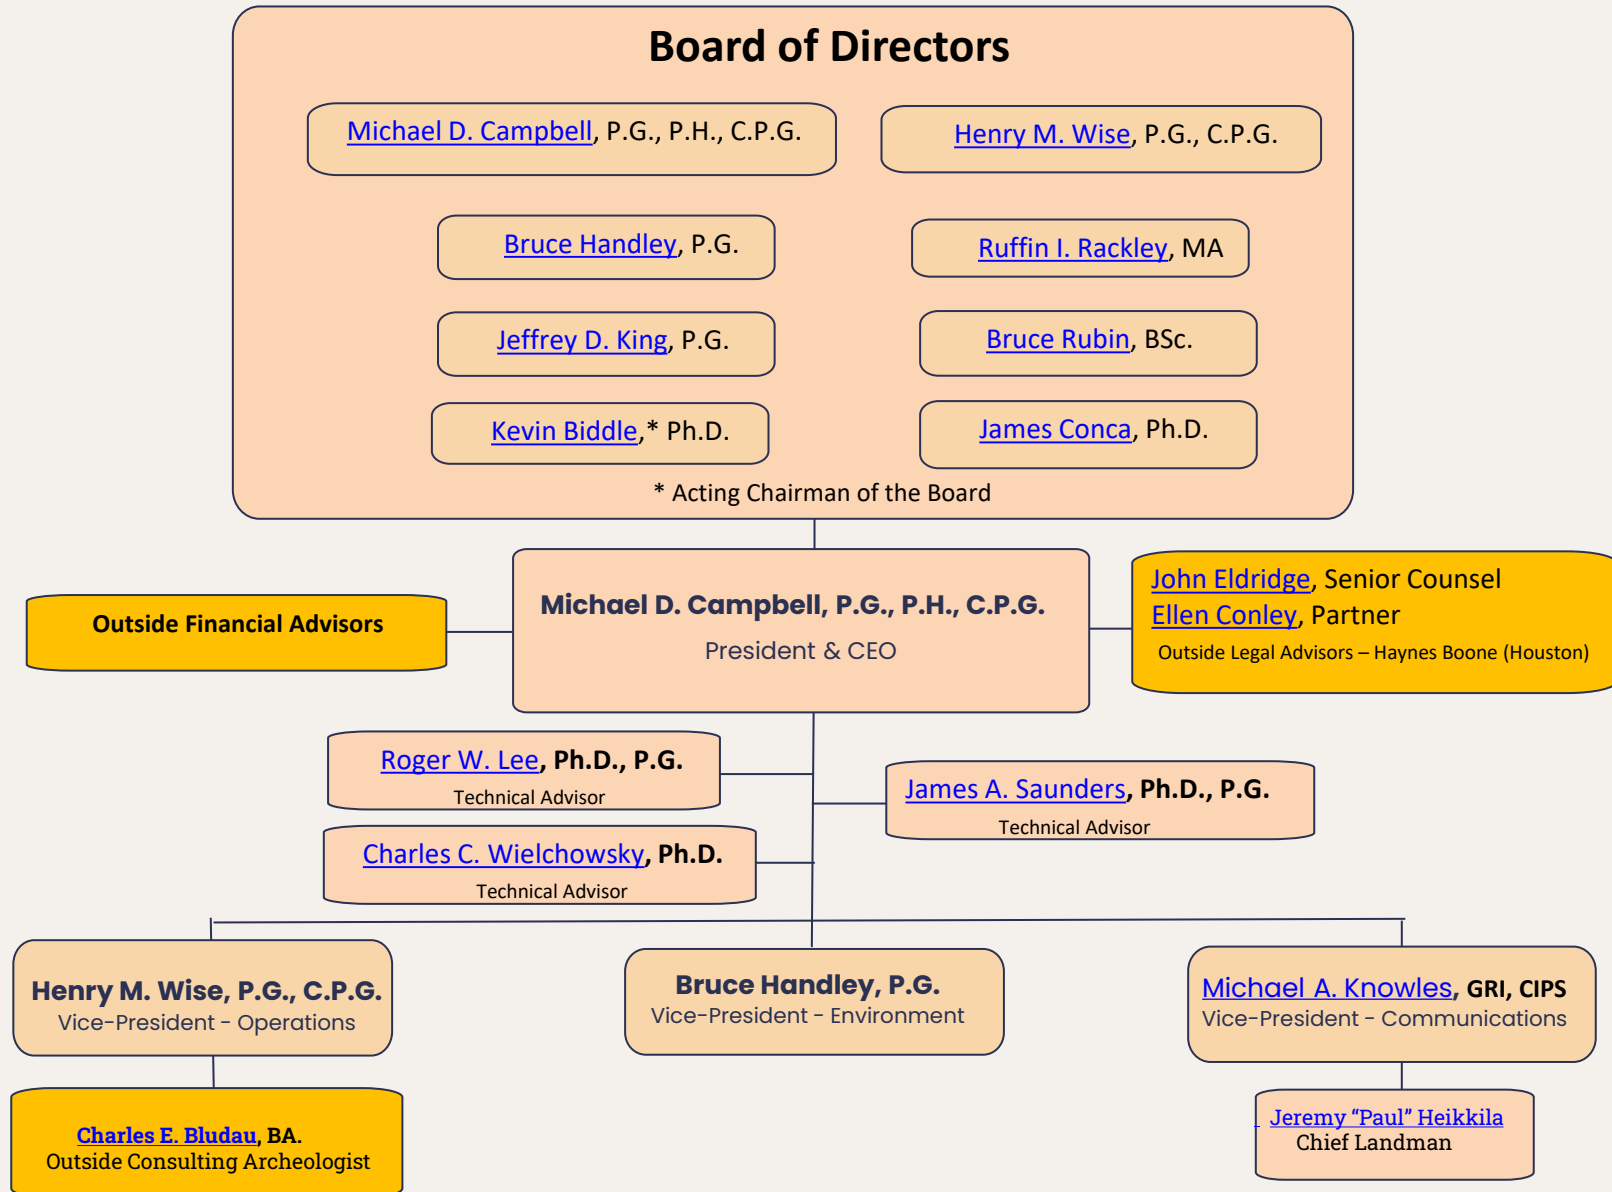 Board of Directors
Michael D. Campbell, P.G., P.H., C.P.G.
Henry M. Wise, P.G., C.P.G.
Bruce Handley, P.G.
Ruffin I. Rackley, MA
Jeffrey D. King, P.G.
Bruce Rubin, BSc.
Kevin Biddle,* Ph.D.
James Conca, Ph.D.
* Acting Chairman of the Board
Outside Financial Advisors
Michael D. Campbell, P.G., P.H., C.P.G.
President & CEO
John Eldridge, Senior Counsel
Ellen Conley, Partner
Outside Legal Advisors – Haynes Boone (Houston)
Roger W. Lee, Ph.D., P.G.
Technical Advisor
James A. Saunders, Ph.D., P.G.
Technical Advisor
Charles C. Wielchowsky, Ph.D.
Technical Advisor
Henry M. Wise, P.G., C.P.G.
Vice-President - Operations
Bruce Handley, P.G.
Vice-President - Environment
Michael A. Knowles, GRI, CIPS
Vice-President - Communications
Charles E. Bludau, BA.
Outside Consulting Archeologist
Jeremy “Paul” Heikkila
Chief Landman